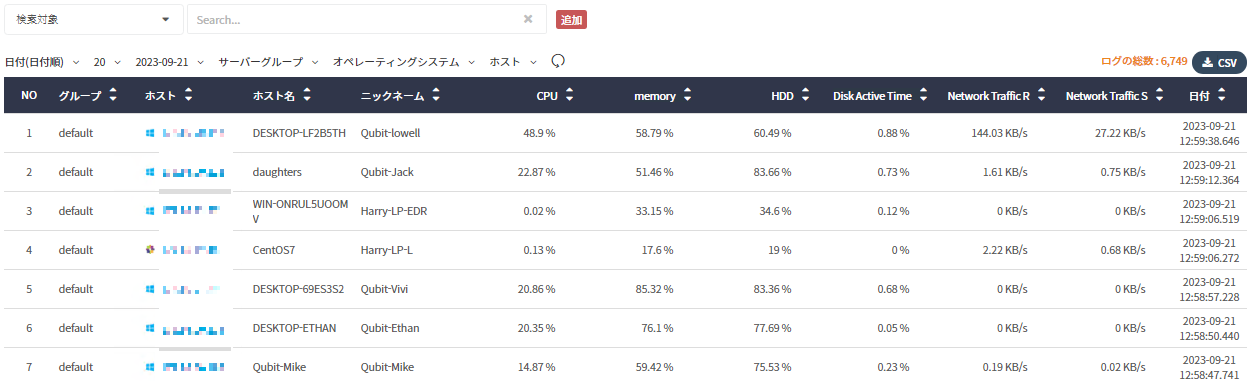 検索対象 Search... 追加
日付(日付順) 20 2023-09-21 サーバーグループ オペレーティングシステム ホスト ログの総数 : 6,749 CSV
NO グループ ホスト ホスト名 ニックネーム CPU memory HDD Disk Active Time Network Traffic R Network Traffic S 日付
1 default DESKTOP-LF2B5TH Qubit-lowell 48.9 % 58.79 % 60.49 % 0.88 % 144.03 KB/s 27.22 KB/s 2023-09-21
12:59:38.646
2 default daughters Qubit-Jack 22.87 % 51.46 % 83.66 % 0.73 % 1.61 KB/s 0.75 KB/s 2023-09-21
12:59:12.364
3 default WIN-ONRUL5UOOM
V Harry-LP-EDR 0.02 % 33.15 % 34.6 % 0.12 % 0 KB/s 0 KB/s 2023-09-21
12:59:06.519
4 default CentOS7 Harry-LP-L 0.13 % 17.6 % 19 % 0 % 2.22 KB/s 0.68 KB/s 2023-09-21
12:59:06.272
5 default DESKTOP-69ES3S2 Qubit-Vivi 20.86 % 85.32 % 83.36 % 0.68 % 0 KB/s 0 KB/s 2023-09-21
12:58:57.228
6 default DESKTOP-ETHAN Qubit-Ethan 20.35 % 76.1 % 77.69 % 0.05 % 0 KB/s 0 KB/s 2023-09-21
12:58:50.440
7 default Qubit-Mike Qubit-Mike 14.87 % 59.42 % 75.53 % 0.23 % 0.19 KB/s 0.02 KB/s 2023-09-21
12:58:47.741